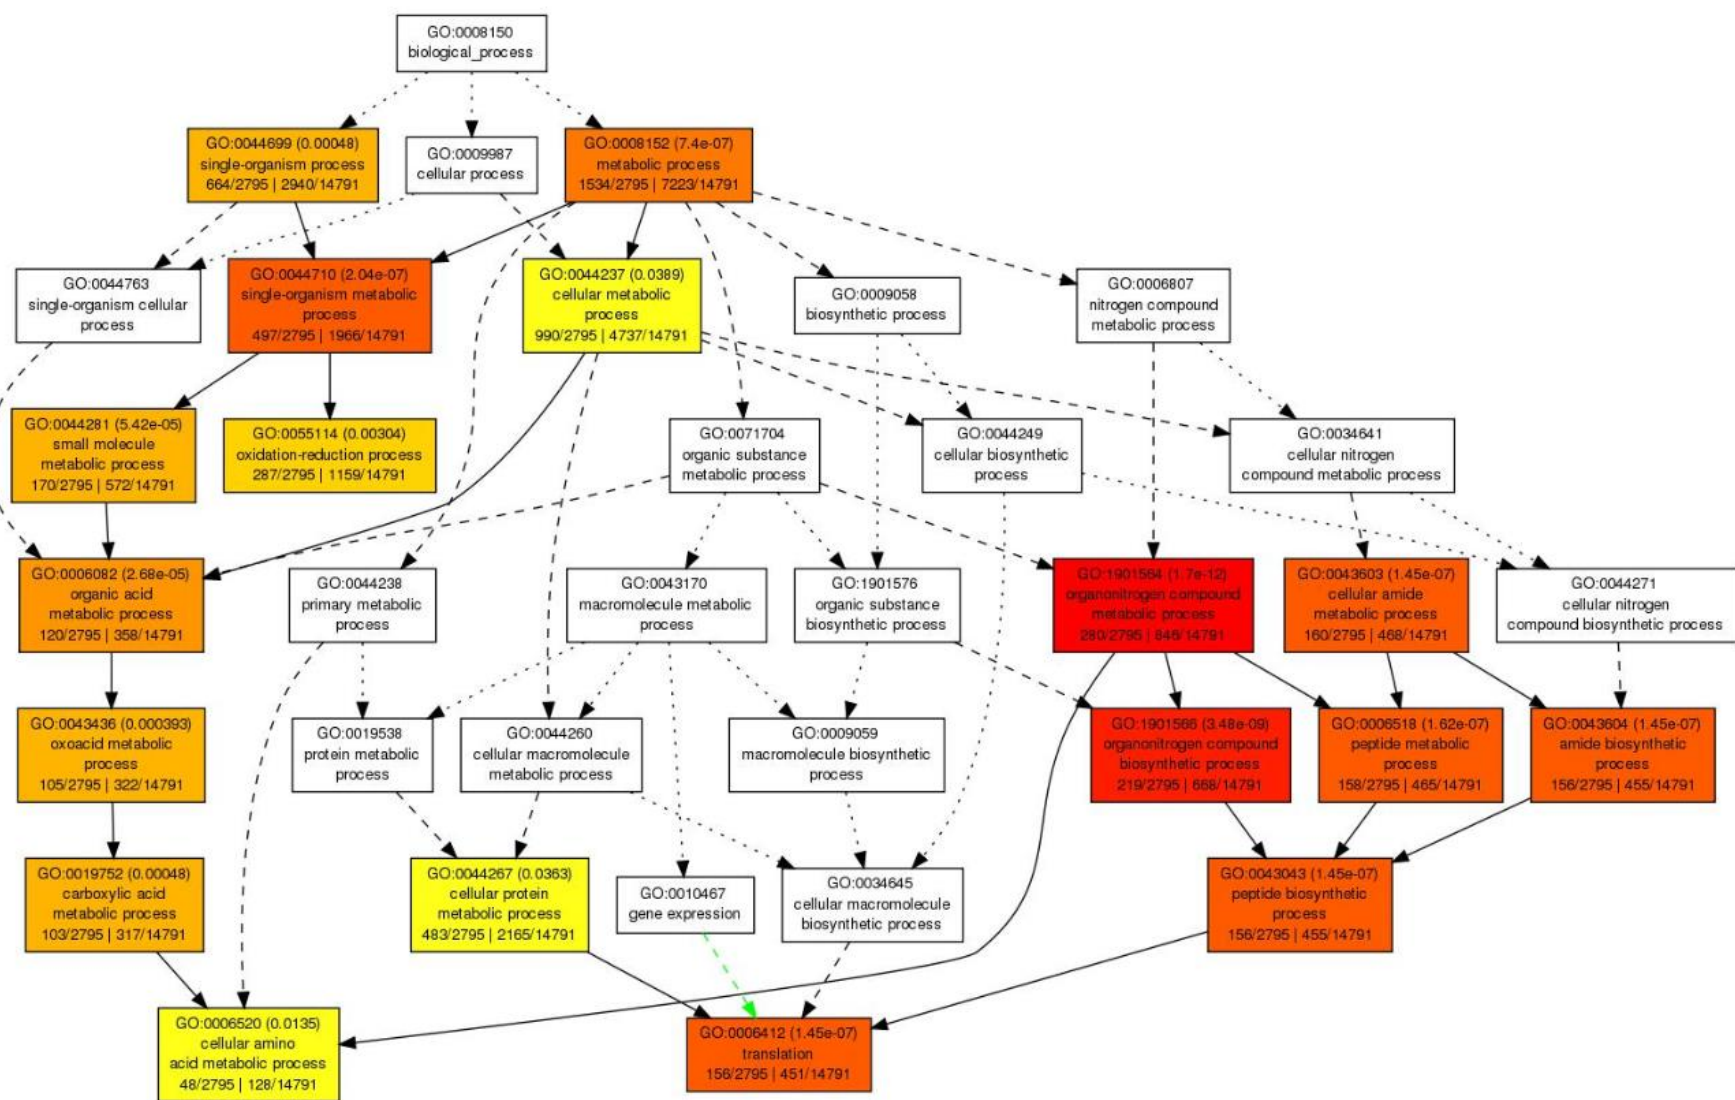 GO:0008150
biological_process
GO:0044699 (0.00048)
single-organism process
664/2795 | 2940/14791
GO:0009987
cellular process
GO:0008152 (7.4e-07)
metabolic process
1534/2795 | 7223/14791
GO:0044763
single-organism cellular
process
GO:0044710 (2.04e-07)
single-organism metabolic
process
497/2795 | 1966/14791
GO:0044237 (0.0389)
cellular metabolic
process
990/2795 | 4737/14791
GO:0009058
biosynthetic process
GO:0006807
nitrogen compound
metabolic process
GO:0044281 (5.42e-05)
small molecule
metabolic process
170/2795 | 572/14791
GO:0055114 (0.00304)
oxidation-reduction process
287/2795 | 1159/14791
GO:0071704
organic substance
metabolic process
GO:0044249
cellular biosynthetic
process
GO:0034641
cellular nitrogen
compound metabolic process
GO:0006082 (2.68e-05)
organic acid
metabolic process
120/2795 | 358/14791
GO:0044238
primary metabolic
process
GO:0043170
macromolecule metabolic
process
GO:1901576
organic substance
biosynthetic process
GO:1901564 (1.7e-12)
organonitrogen compound
metabolic process
280/2795 | 846/14791
GO:0043603 (1.45e-07)
cellular amide
metabolic process
160/2795 | 468/14791
GO:0044271
cellular nitrogen
compound biosynthetic process
GO:0043436 (0.000393)
oxoacid metabolic
process
105/2795 | 322/14791
GO:0019538
protein metabolic
process
GO:0044260
cellular macromolecule
metabolic process
GO:0009059
macromolecule biosynthetic
process
GO:1901566 (3.48e-09)
organonitrogen compound
biosynthetic process
219/2795 | 668/14791
GO:0006518 (1.62e-07)
peptide metabolic
process
158/2795 | 465/14791
GO:0043604 (1.45e-07)
amide biosynthetic
process
156/2795 | 455/14791
GO:0019752 (0.00048)
carboxylic acid
metabolic process
103/2795 | 317/14791
GO:0044267 (0.0363)
cellular protein
metabolic process
483/2795 | 2165/14791
GO:0010467
gene expression
GO:0034645
cellular macromolecule
biosynthetic process
GO:0043043 (1.45e-07)
peptide biosynthetic
process
156/2795 | 455/14791
GO:0006520 (0.0135)
cellular amino
acid metabolic process
48/2795 | 128/14791
GO:0006412 (1.45e-07)
translation
156/2795 | 451/14791